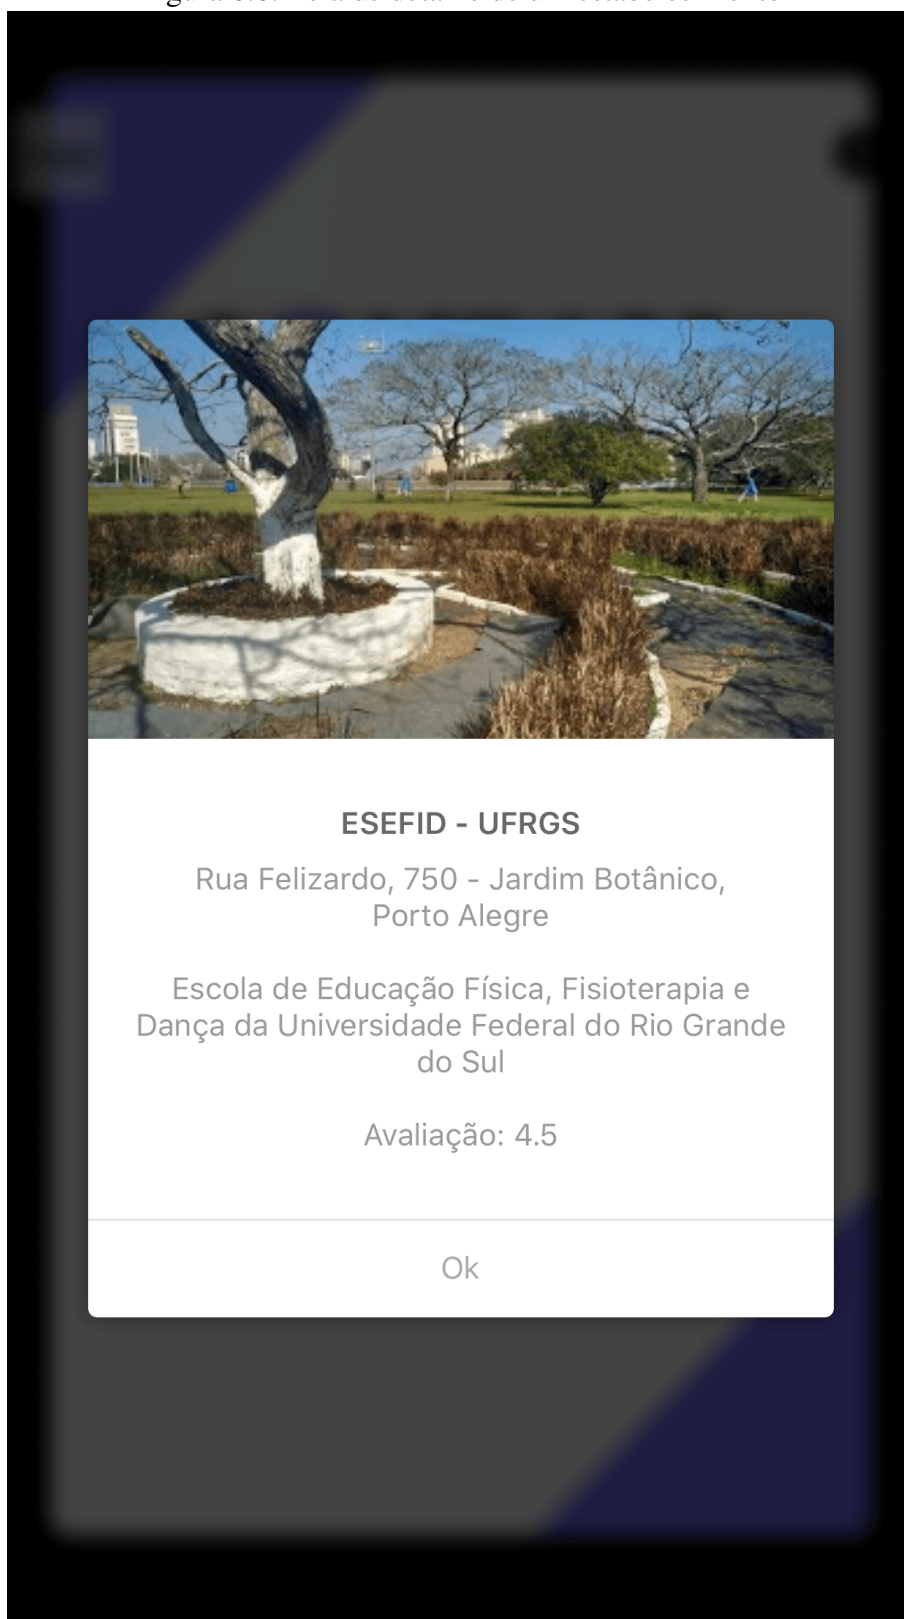 ESEFID - UFRGS
Rua Felizardo, 750 - Jardim Botânico,
Porto Alegre
Escola de Educação Física, Fisioterapia e
Dança da Universidade Federal do Rio Grande
do Sul
Avaliação: 4.5
Ok